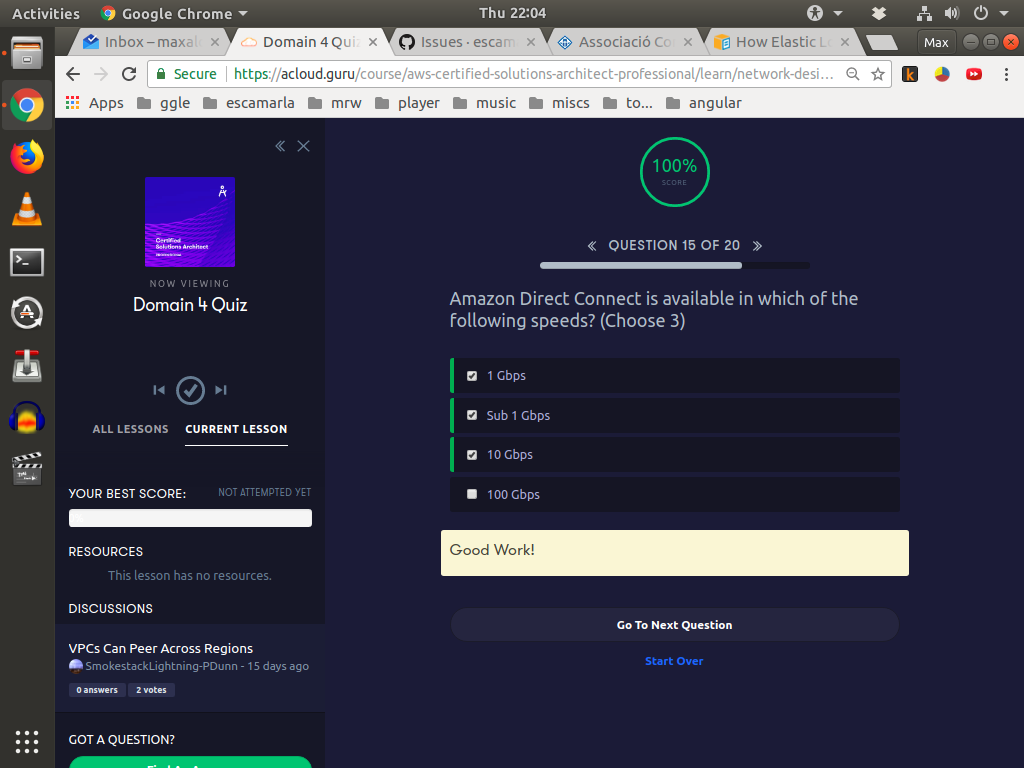 Activities
Google Chrome
Thu 22:04
Inbox – maxal
Domain 4 Quiz
Issues · escam
Associació Co
How Elastic L
Max
Secure
https://acloud.guru/course/aws-certified-solutions-architect-professional/learn/network-desi...
Apps
ggle
escamarla
mrw
player
music
miscs
to...
angular
Certified
Solutions Architect
NOW VIEWING
Domain 4 Quiz
ALL LESSONS
CURRENT LESSON
YOUR BEST SCORE:
NOT ATTEMPTED YET
RESOURCES
This lesson has no resources.
DISCUSSIONS
VPCs Can Peer Across Regions
SmokestackLightning-PDunn - 15 days ago
0 answers
2 votes
GOT A QUESTION?
100%
SCORE
QUESTION 15 OF 20
Amazon Direct Connect is available in which of the
following speeds? (Choose 3)
1 Gbps
Sub 1 Gbps
10 Gbps
100 Gbps
Good Work!
Go To Next Question
Start Over